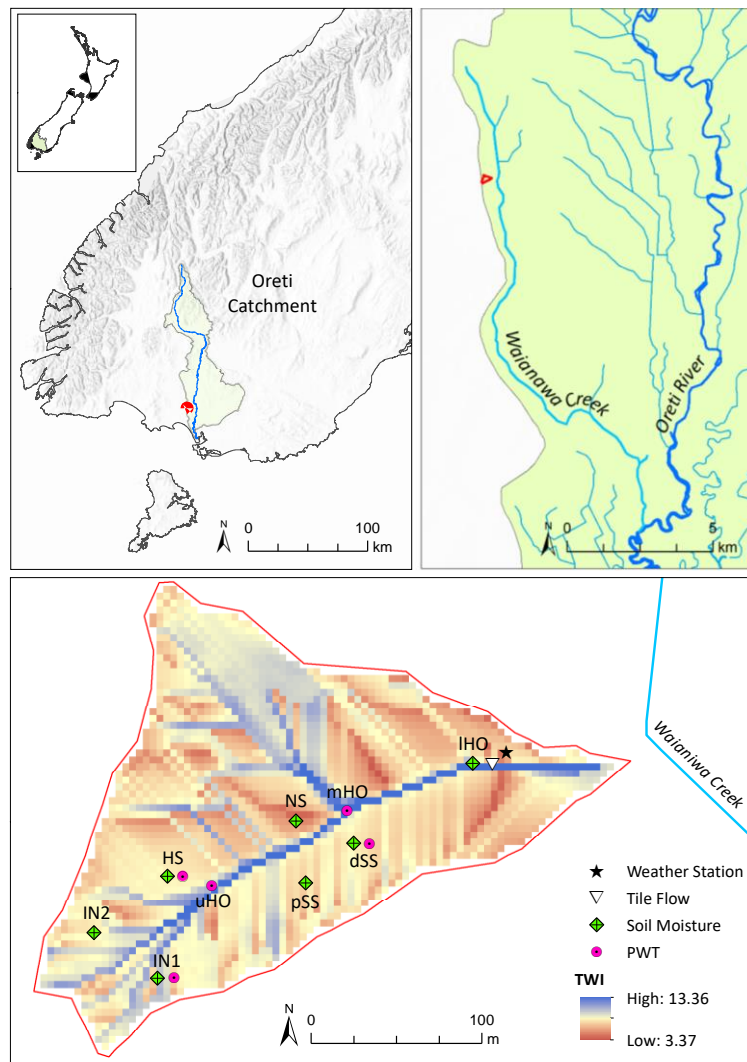 Oreti
Catchment
N
0 100
km
Waianawa Creek
Oreti River
N
0 5
km
lHO
mHO
NS
dSS
HS
uHO
pSS
IN2
IN1
Waianiwa Creek
Weather Station
Tile Flow
Soil Moisture
PWT
TWI
High: 13.36
Low: 3.37
N
0 100
m